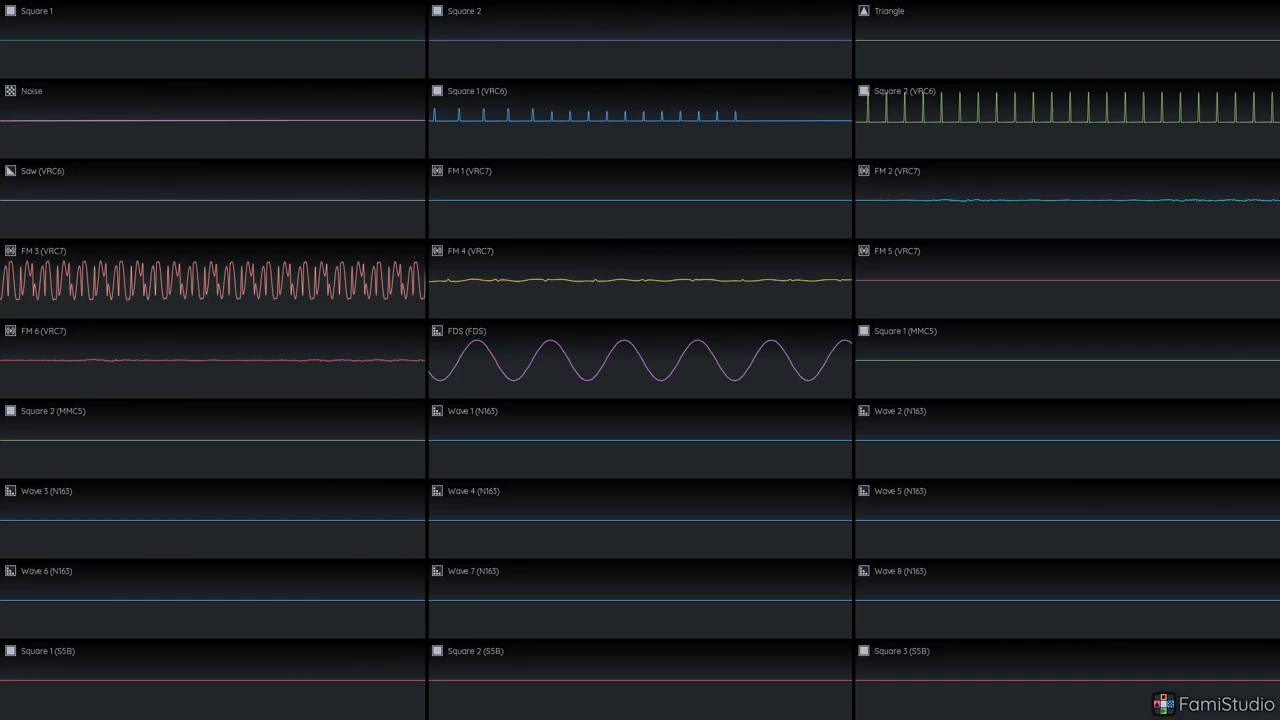 Square 1
Square 2
Triangle
Noise
Square 1 (VRC6)
Square 2 (VRC6)
Saw (VRC6)
FM 1 (VRC7)
FM 2 (VRC7)
FM 3 (VRC7)
FM 4 (VRC7)
FM 5 (VRC7)
FM 6 (VRC7)
FDS (FDS)
Square 1 (MMC5)
Square 2 (MMC5)
Wave 1 (N163)
Wave 2 (N163)
Wave 3 (N163)
Wave 4 (N163)
Wave 5 (N163)
Wave 6 (N163)
Wave 7 (N163)
Wave 8 (N163)
Square 1 (S5B)
Square 2 (S5B)
Square 3 (S5B)
FamiStudio